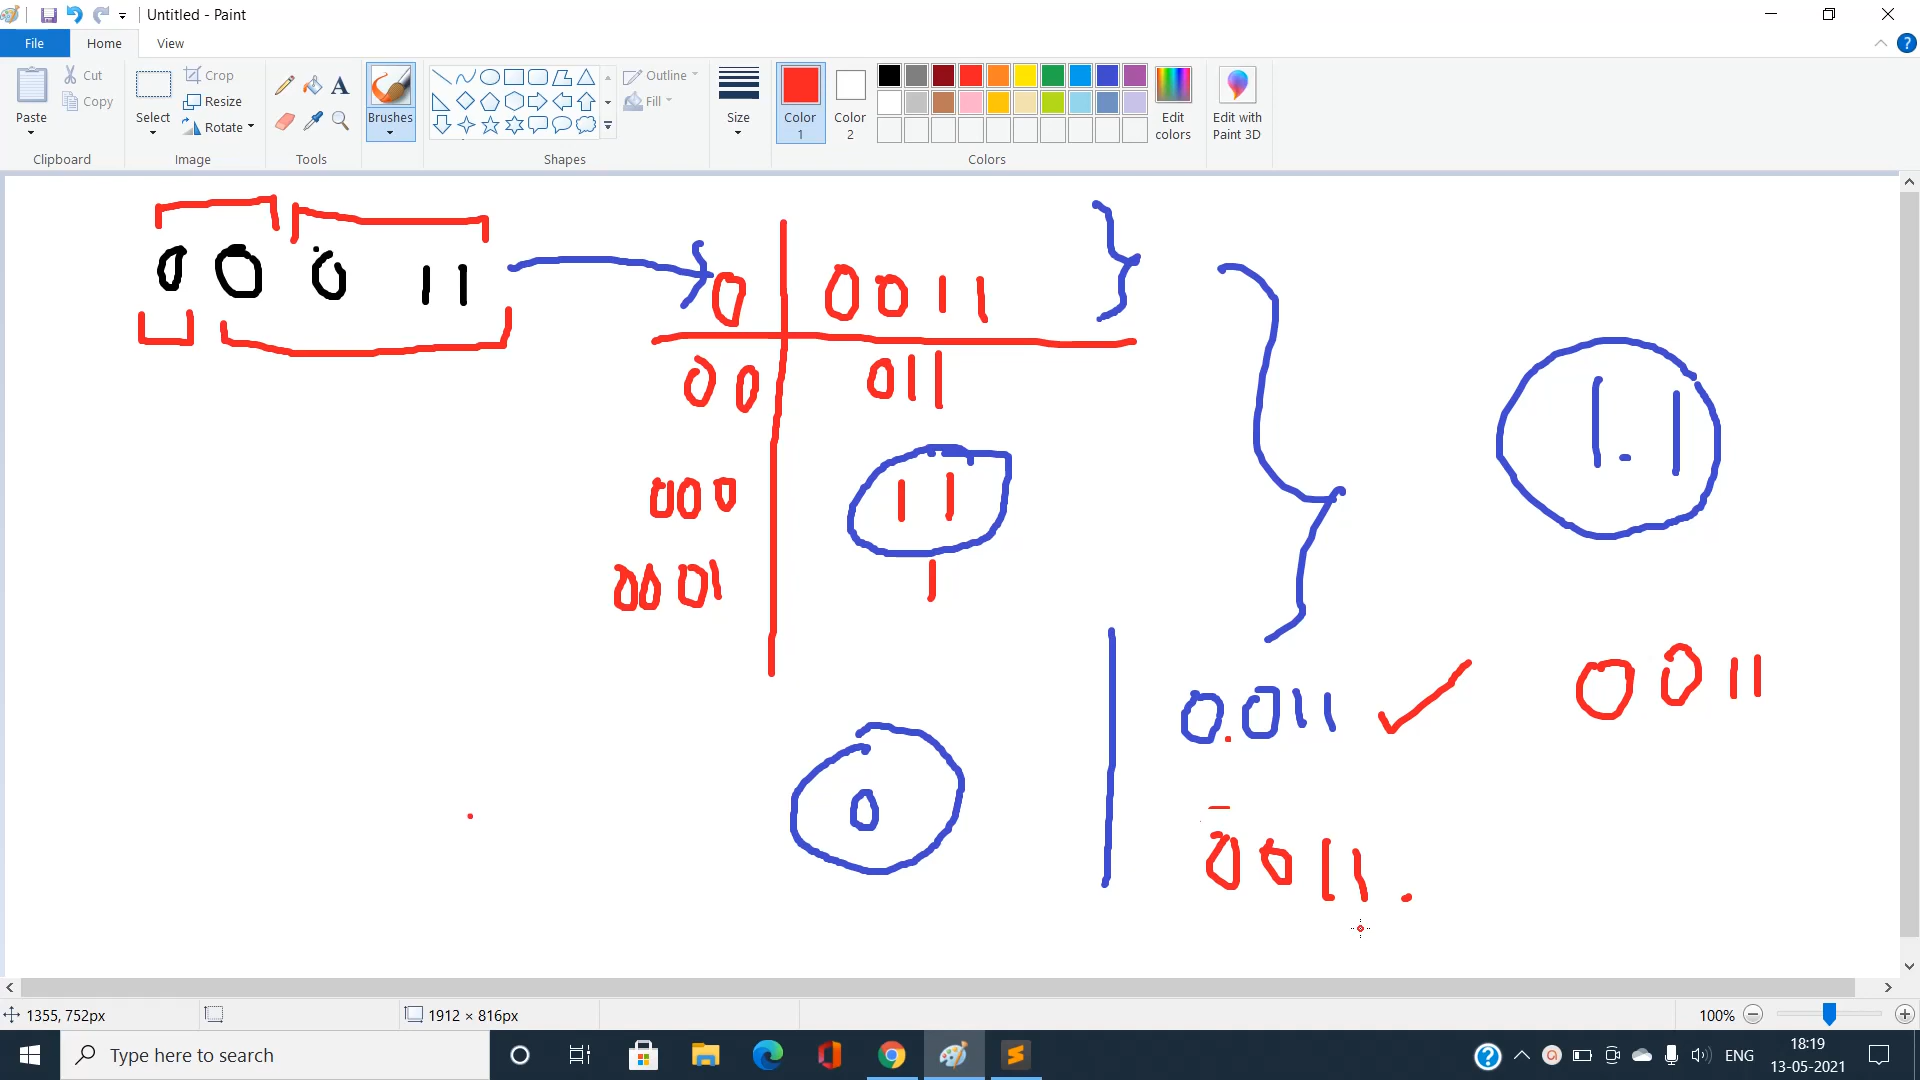 Untitled - Paint
File Home View
Paste
Cut
Copy
Clipboard
Select
Crop
Resize
Rotate
Image
A
Tools
Brushes
Shapes
Outline
Fill
Size
Color 1
Color 2
Colors
Edit colors
Edit with Paint 3D
0 0 0 11
0 0011
00 011
000 11
0001 1
1.1
0.011
0011
0
0011.
1355, 752px
1912 × 816px
100%
Type here to search
ENG
18:19
13-05-2021